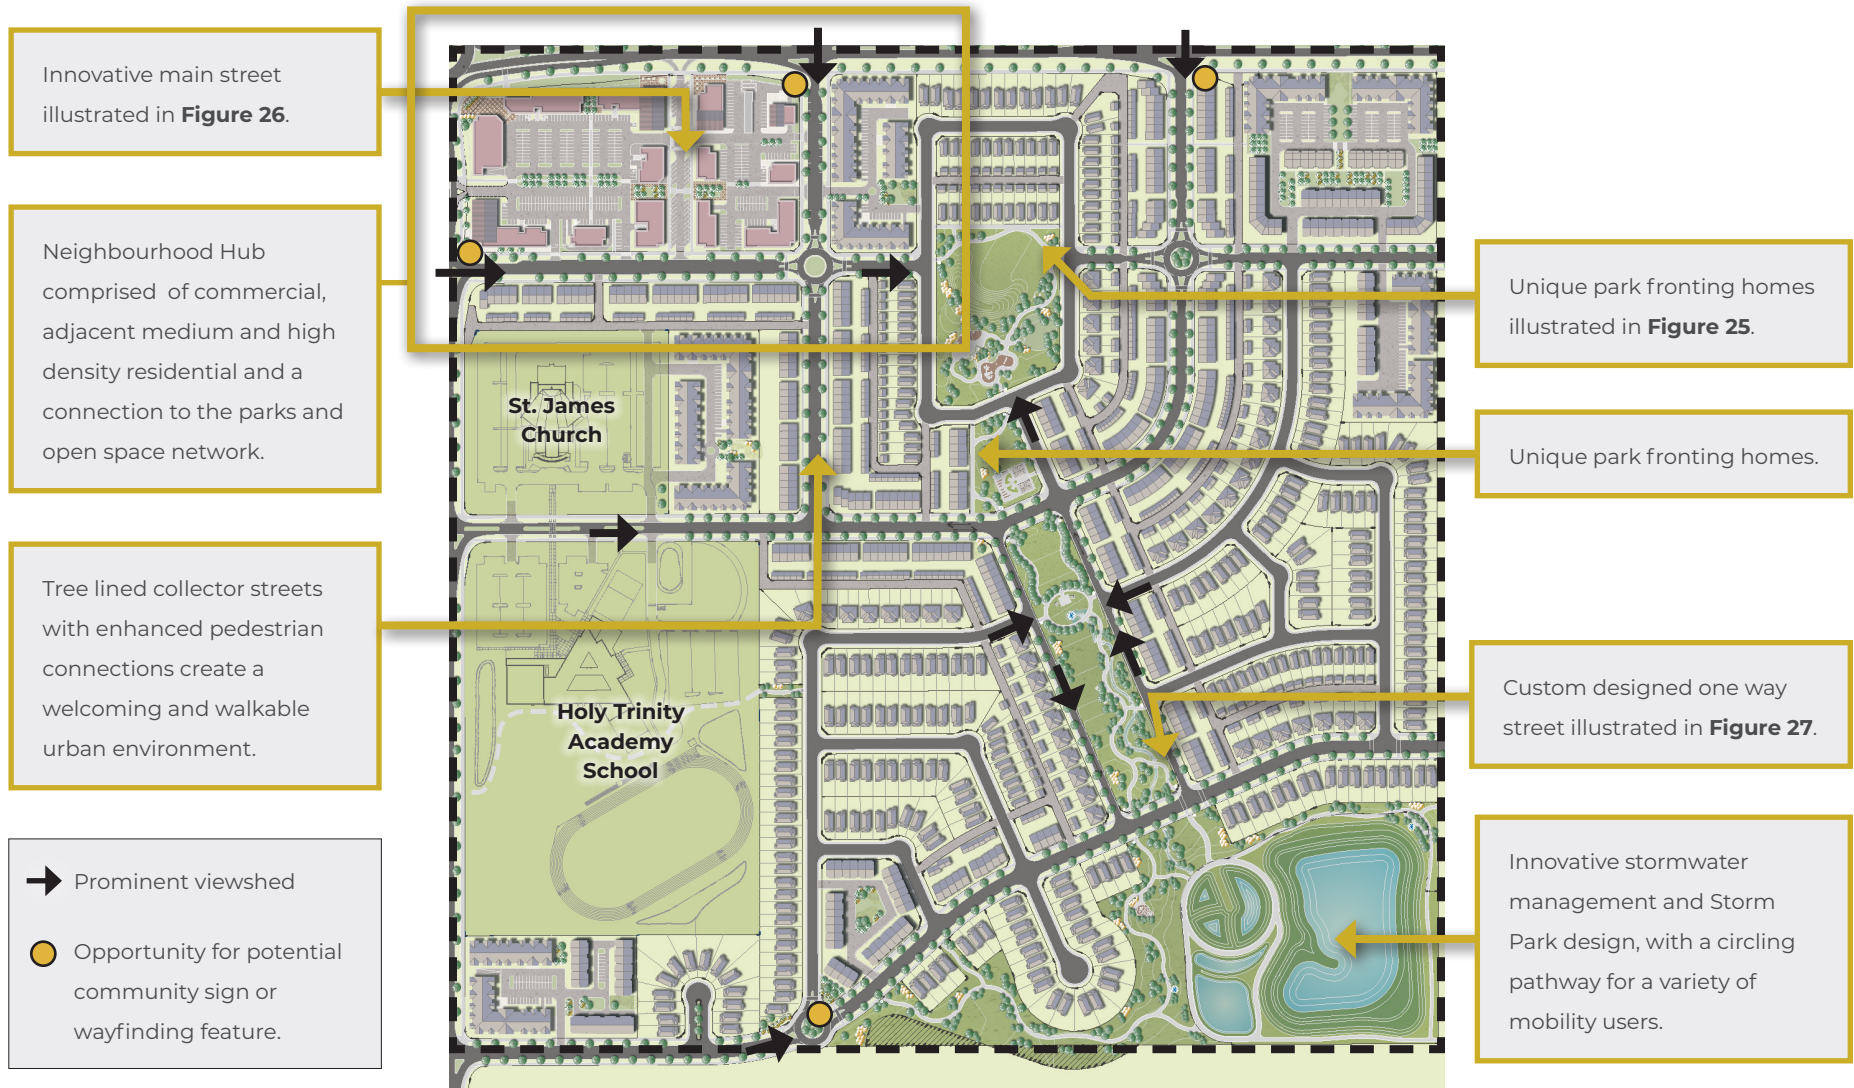 Innovative main street
illustrated in Figure 26.
Neighbourhood Hub
comprised of commercial,
adjacent medium and high
density residential and a
connection to the parks and
open space network.
Tree lined collector streets
with enhanced pedestrian
connections create a
welcoming and walkable
urban environment.
Prominent viewshed
Opportunity for potential
community sign or
wayfinding feature.
St. James
Church
Holy Trinity
Academy
School
Unique park fronting homes
illustrated in Figure 25.
Unique park fronting homes.
Custom designed one way
street illustrated in Figure 27.
Innovative stormwater
management and Storm
Park design, with a circling
pathway for a variety of
mobility users.